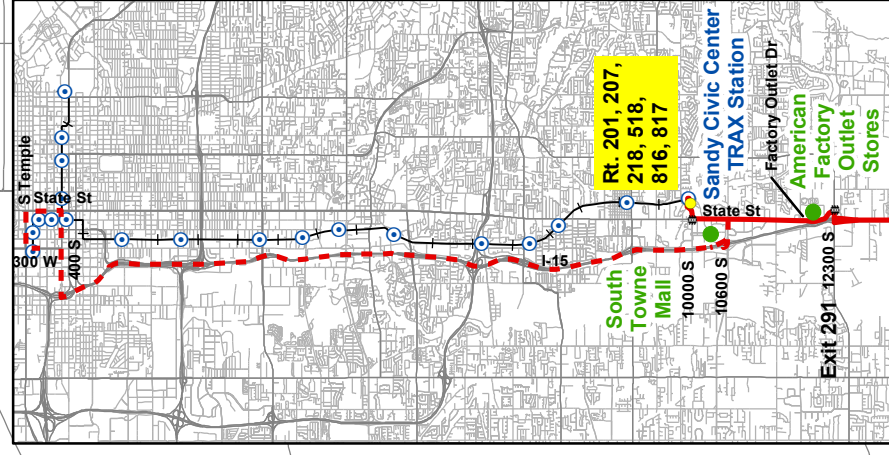 S Temple
State St
300 W
400 S
I-15
Rt. 201, 207,
218, 518,
816, 817
Sandy Civic Center
TRAX Station
State St
South
Towne
Mall
10000 S
10600 S
Factory Outlet Dr
American
Factory
Outlet
Stores
Exit 291
12300 S